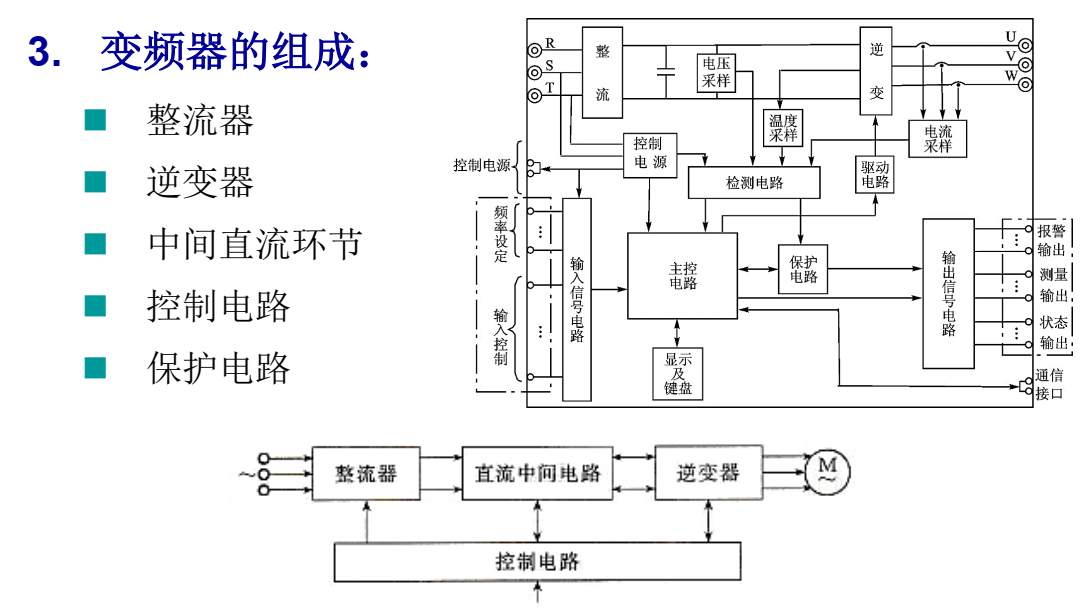 3. 变频器的组成：
整流器
逆变器
中间直流环节
控制电路
保护电路
R
S
T
整流
电压
采样
逆变
U
V
W
温度
采样
电流
采样
控制
电源
控制电源
检测电路
驱动
电路
频率设定
输入控制
输入信号电路
主控
电路
保护
电路
输出信号电路
显示
及
键盘
报警
输出
测量
输出
状态
输出
通信
接口
～
整流器
直流中间电路
逆变器
M
～
控制电路